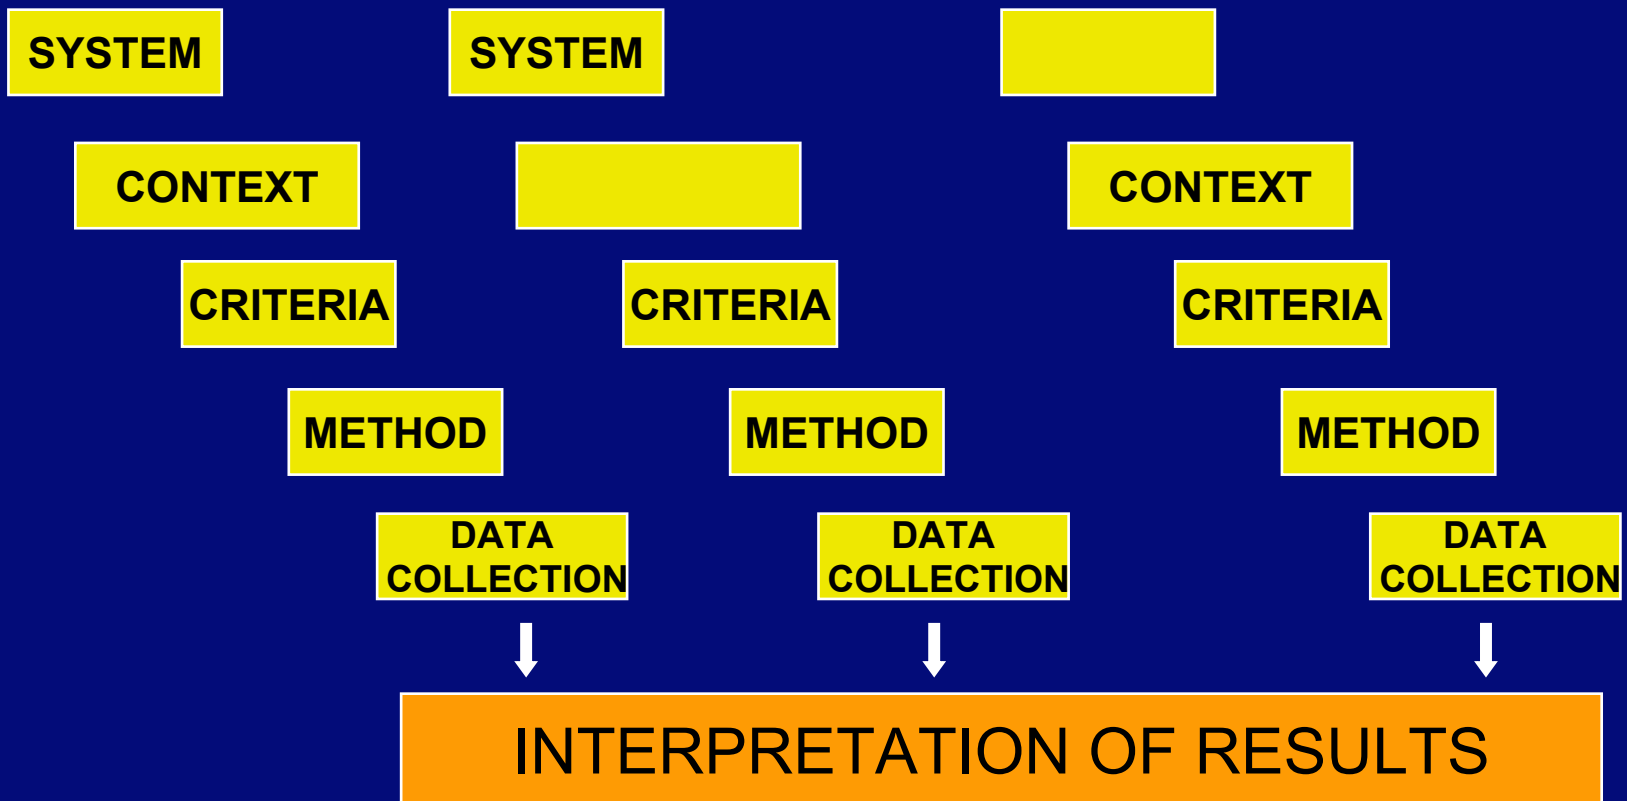 SYSTEM
SYSTEM
CONTEXT
CONTEXT
CRITERIA
CRITERIA
CRITERIA
METHOD
METHOD
METHOD
DATA
COLLECTION
DATA
COLLECTION
DATA
COLLECTION
INTERPRETATION OF RESULTS